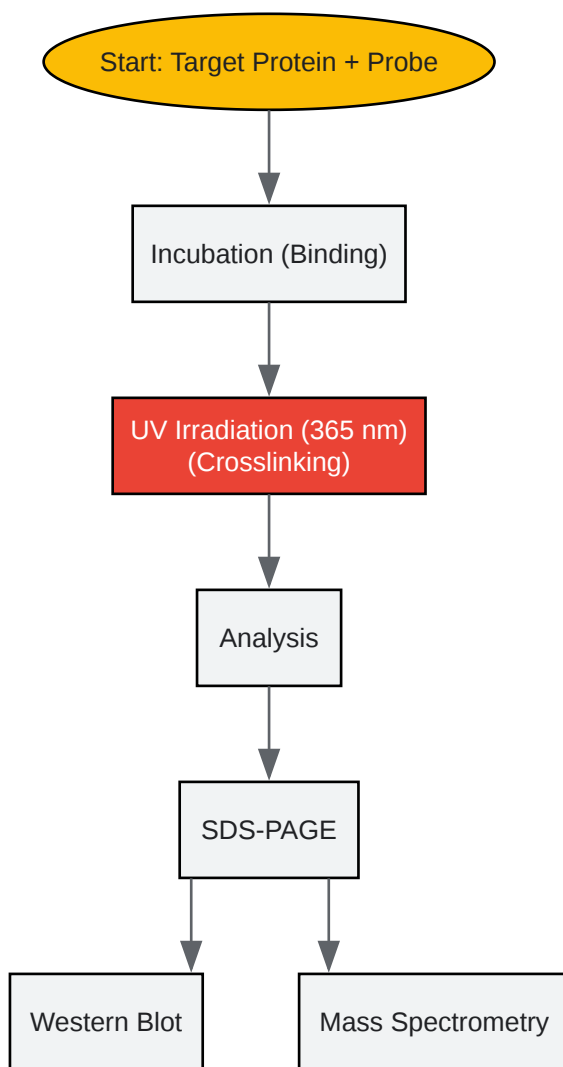 Start: Target Protein + Probe
Incubation (Binding)
UV Irradiation (365 nm)
(Crosslinking)
Analysis
SDS-PAGE
Western Blot
Mass Spectrometry